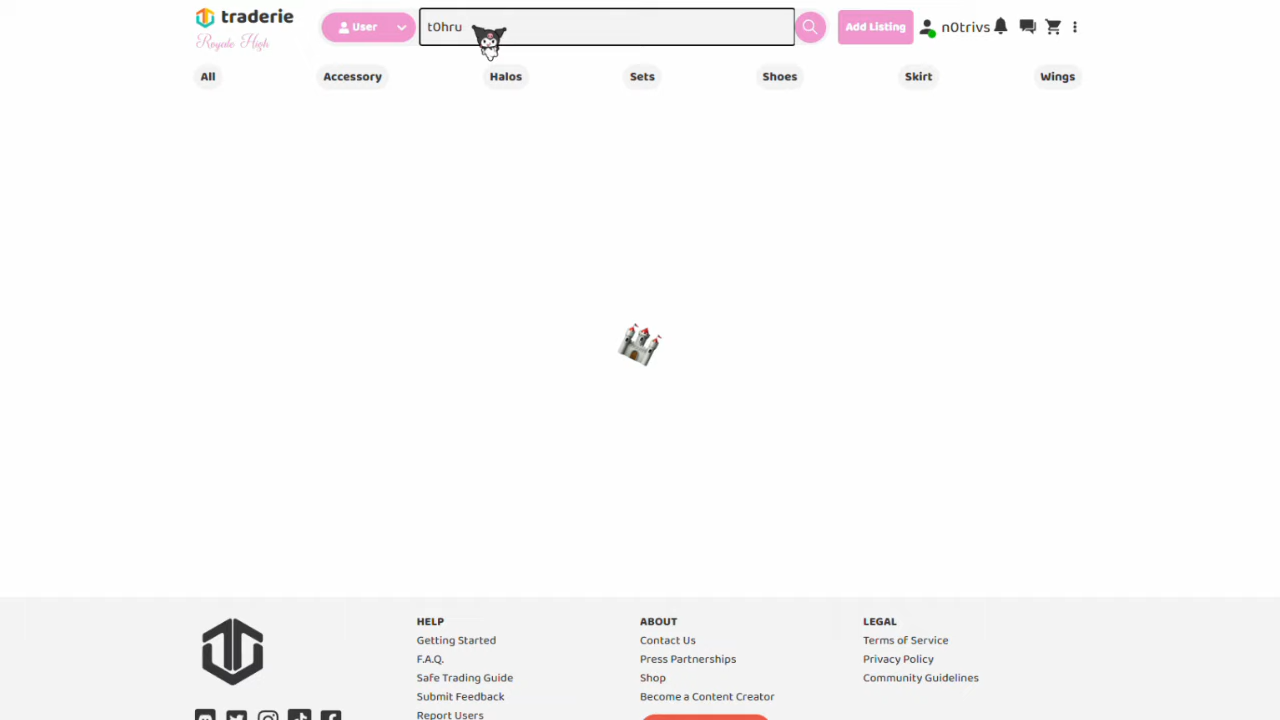 traderie
Royale High
User
t0hru
Add Listing
n0trivs
All
Accessory
Halos
Sets
Shoes
Skirt
Wings
HELP
Getting Started
F.A.Q.
Safe Trading Guide
Submit Feedback
Report Users
ABOUT
Contact Us
Press Partnerships
Shop
Become a Content Creator
LEGAL
Terms of Service
Privacy Policy
Community Guidelines